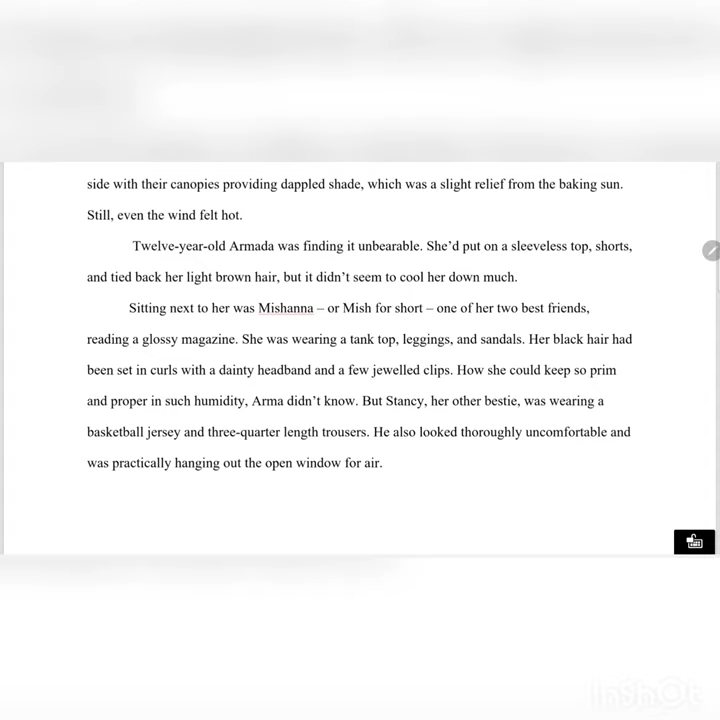 side with their canopies providing dappled shade, which was a slight relief from the baking sun.
Still, even the wind felt hot.
Twelve-year-old Armada was finding it unbearable. She’d put on a sleeveless top, shorts,
and tied back her light brown hair, but it didn’t seem to cool her down much.
Sitting next to her was Mishanna – or Mish for short – one of her two best friends,
reading a glossy magazine. She was wearing a tank top, leggings, and sandals. Her black hair had
been set in curls with a dainty headband and a few jewelled clips. How she could keep so prim
and proper in such humidity, Arma didn’t know. But Stancy, her other bestie, was wearing a
basketball jersey and three-quarter length trousers. He also looked thoroughly uncomfortable and
was practically hanging out the open window for air.
InShOt